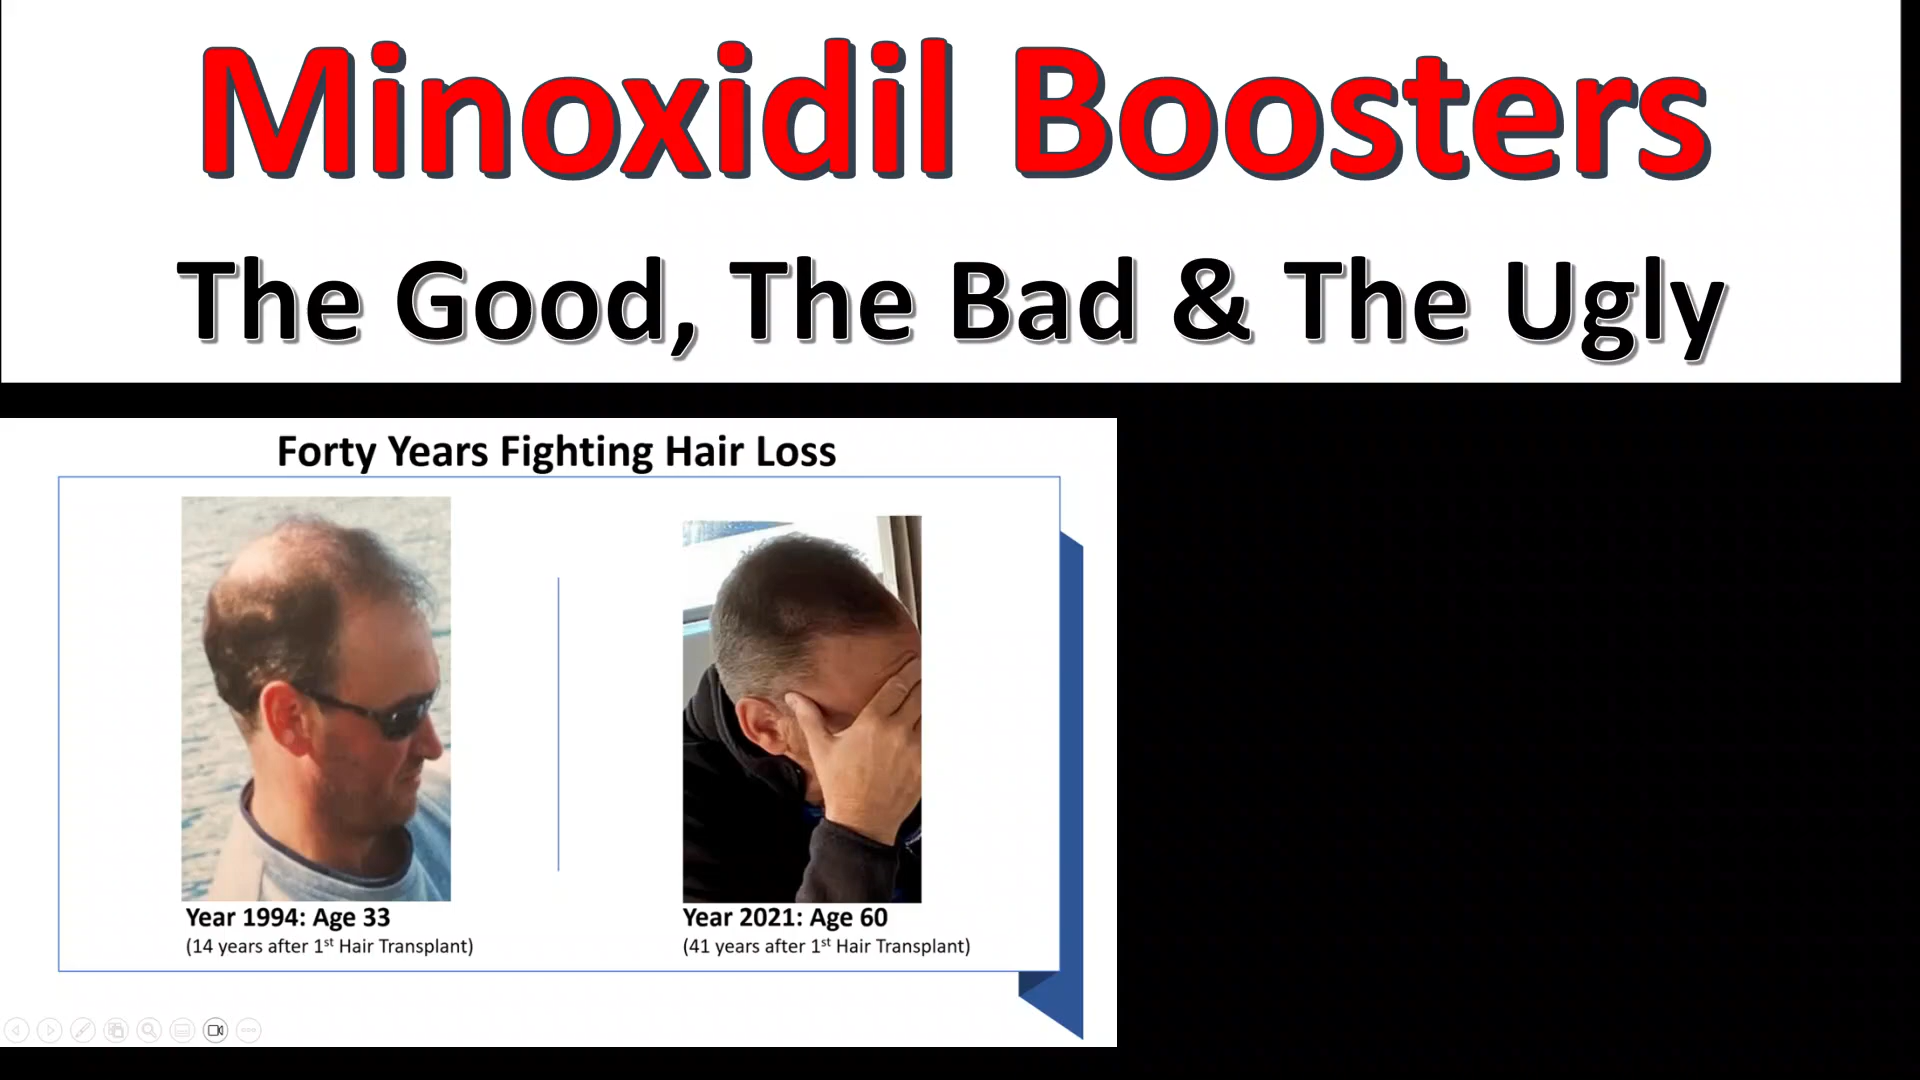 Minoxidil Boosters
The Good, The Bad & The Ugly
Forty Years Fighting Hair Loss
Year 1994: Age 33
(14 years after 1st Hair Transplant)
Year 2021: Age 60
(41 years after 1st Hair Transplant)